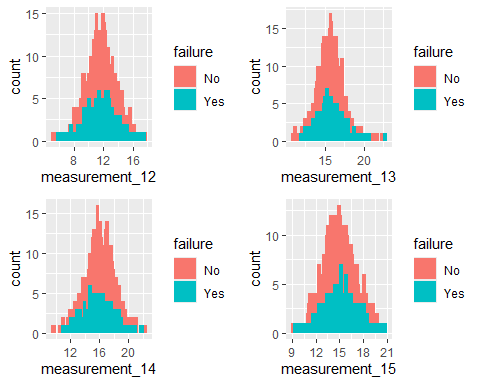 15
10
5
0
count
8
12
16
measurement_12
failure
No
Yes
15
10
5
0
count
15
20
measurement_13
failure
No
Yes
15
10
5
0
count
12
16
20
measurement_14
failure
No
Yes
10
5
0
count
9
12
15
18
21
measurement_15
failure
No
Yes